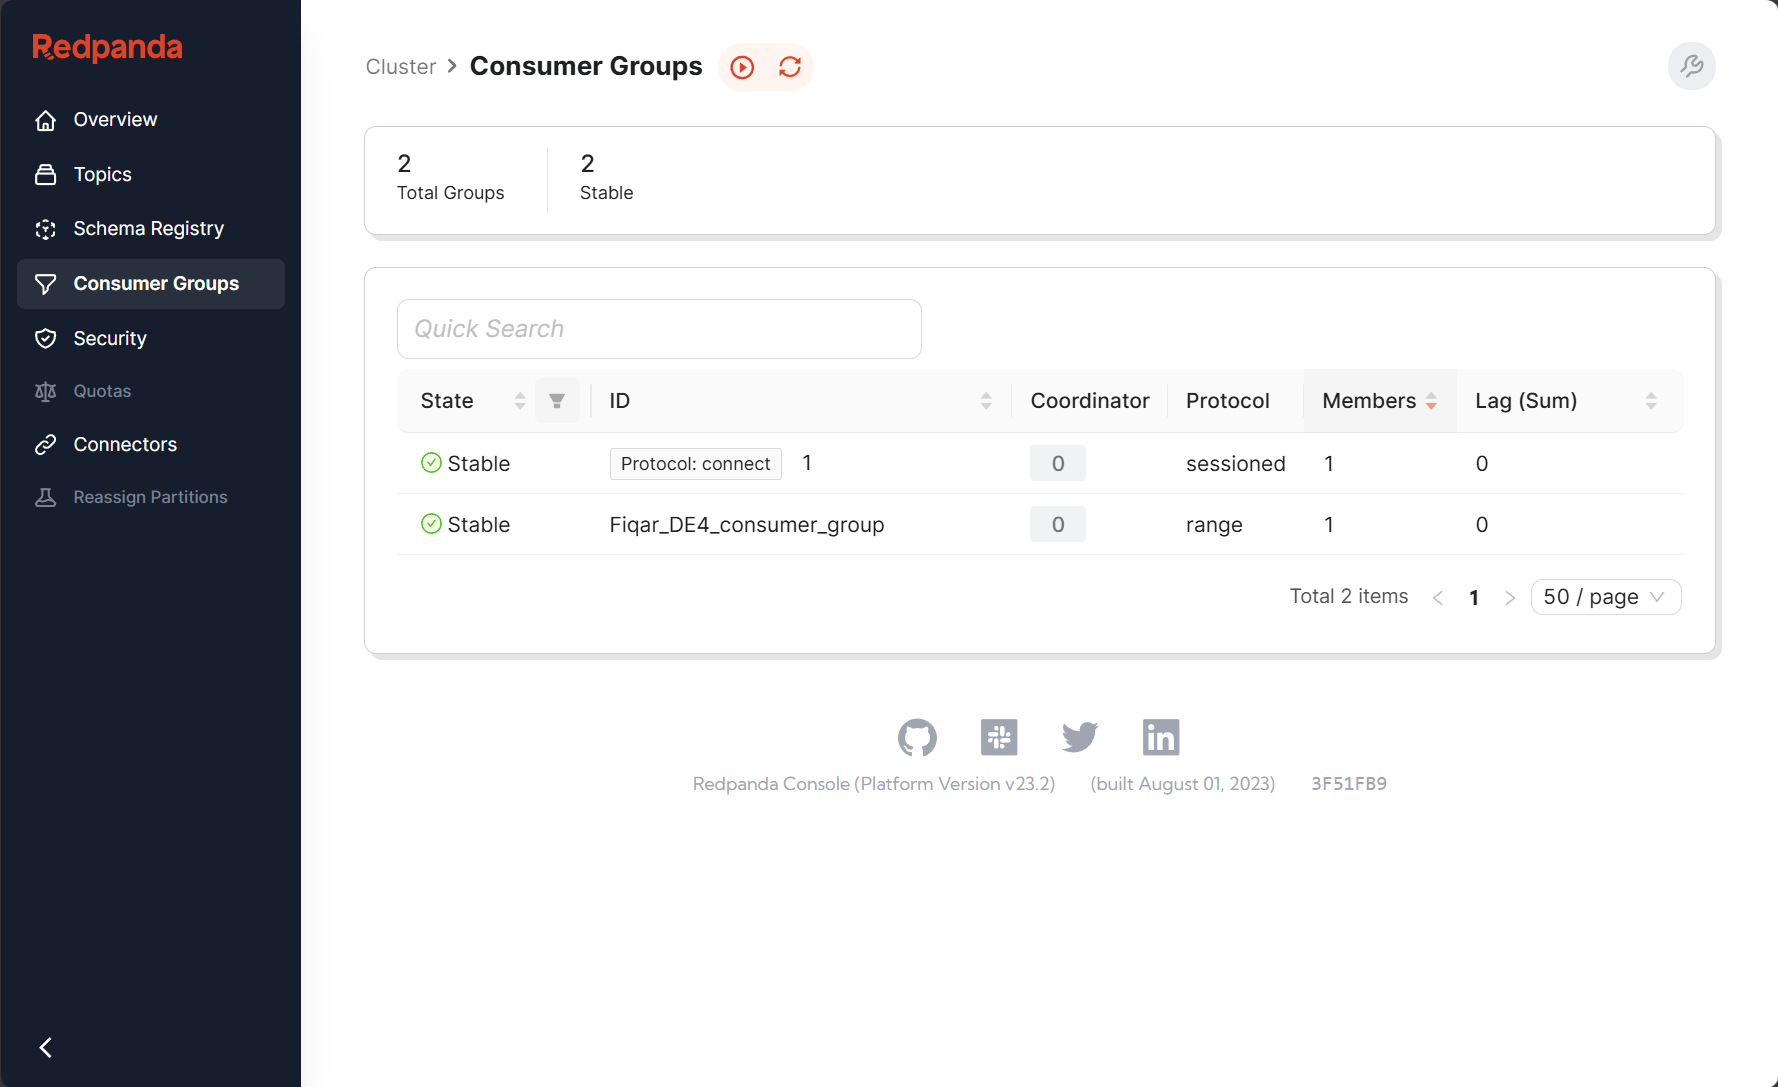 Redpanda
Overview
Topics
Schema Registry
Consumer Groups
Security
Quotas
Connectors
Reassign Partitions
Cluster > Consumer Groups
2 2
Total Groups Stable
Quick Search
State ID Coordinator Protocol Members Lag (Sum)
Stable Protocol: connect 1 0 sessioned 1 0
Stable Fiqar_DE4_consumer_group 0 range 1 0
Total 2 items < 1 > 50 / page
Redpanda Console (Platform Version v23.2) (built August 01, 2023) 3F51FB9